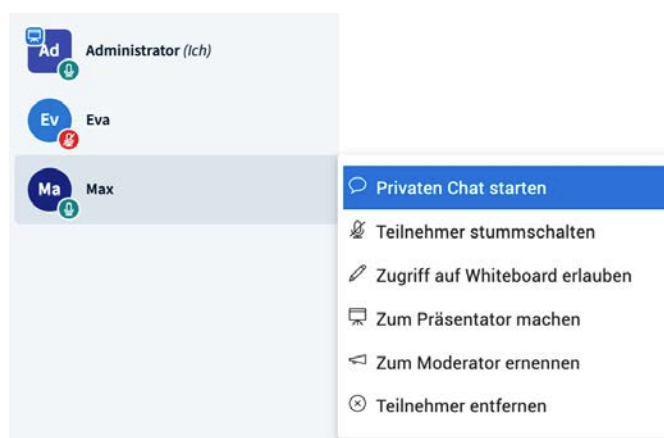 Ad
Administrator (Ich)
Ev
Eva
Ma
Max
Privaten Chat starten
Teilnehmer stummschalten
Zugriff auf Whiteboard erlauben
Zum Präsentator machen
Zum Moderator ernennen
Teilnehmer entfernen